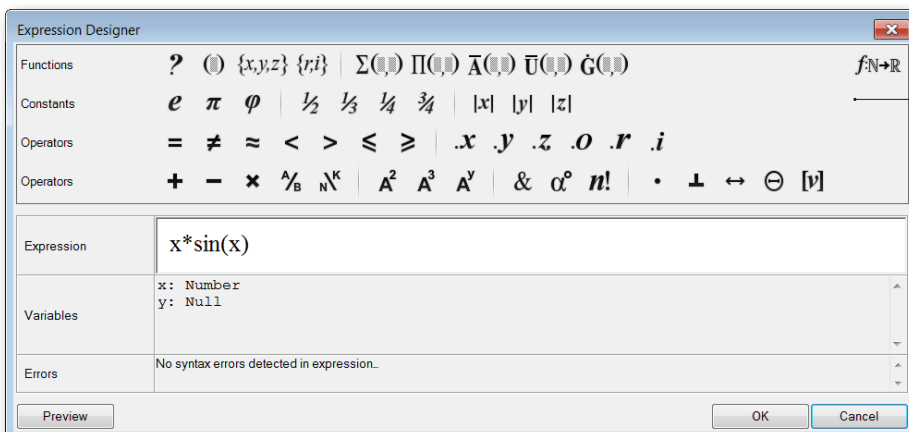 Expression Designer
Functions ? (▯) {x,y,z} {r,i} Σ(▯,▯) Π(▯,▯) A̅(▯,▯) U̅(▯,▯) Ġ(▯,▯) f:ℕ→ℝ
Constants e π φ ½ ⅓ ¼ ¾ |x| |y| |z|
Operators = ≠ ≈ < > ⩽ ⩾ .x .y .z .o .r .i
Operators + − × A/B N\K A² A³ Aʸ & α° n! · ⊥ ↔ Θ [v]
Expression x*sin(x)
x: Number
y: Null
Variables
Errors No syntax errors detected in expression...
Preview OK Cancel